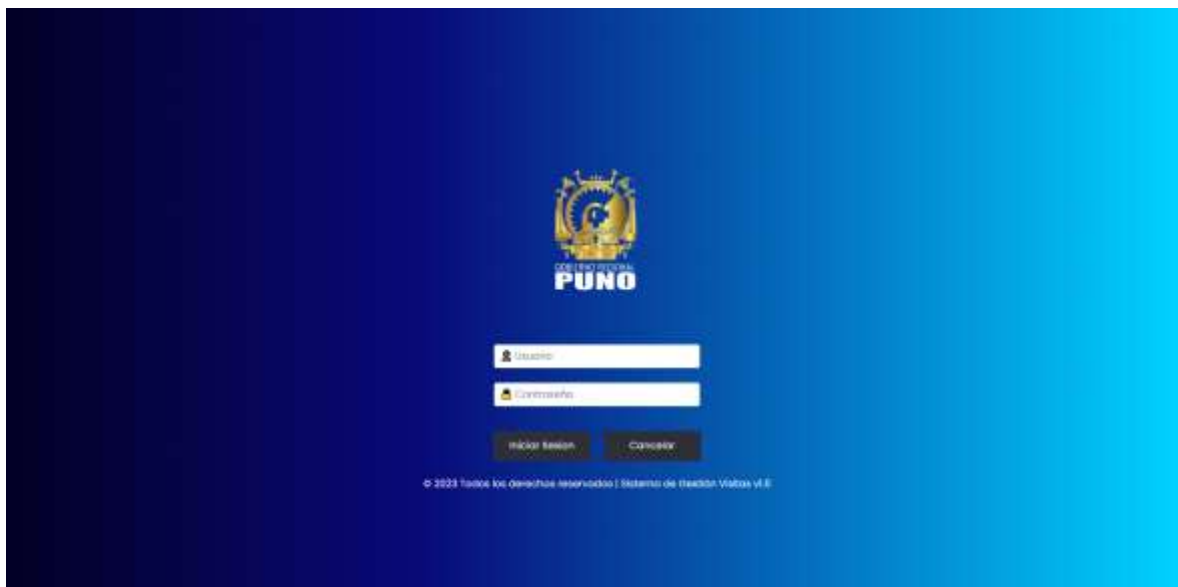 GOBIERNO REGIONAL
PUNO
Usuario
Contraseña
Iniciar Sesion
Cancelar
© 2023 Todos los derechos reservados | Sistema de Gestión Visitas v1.0